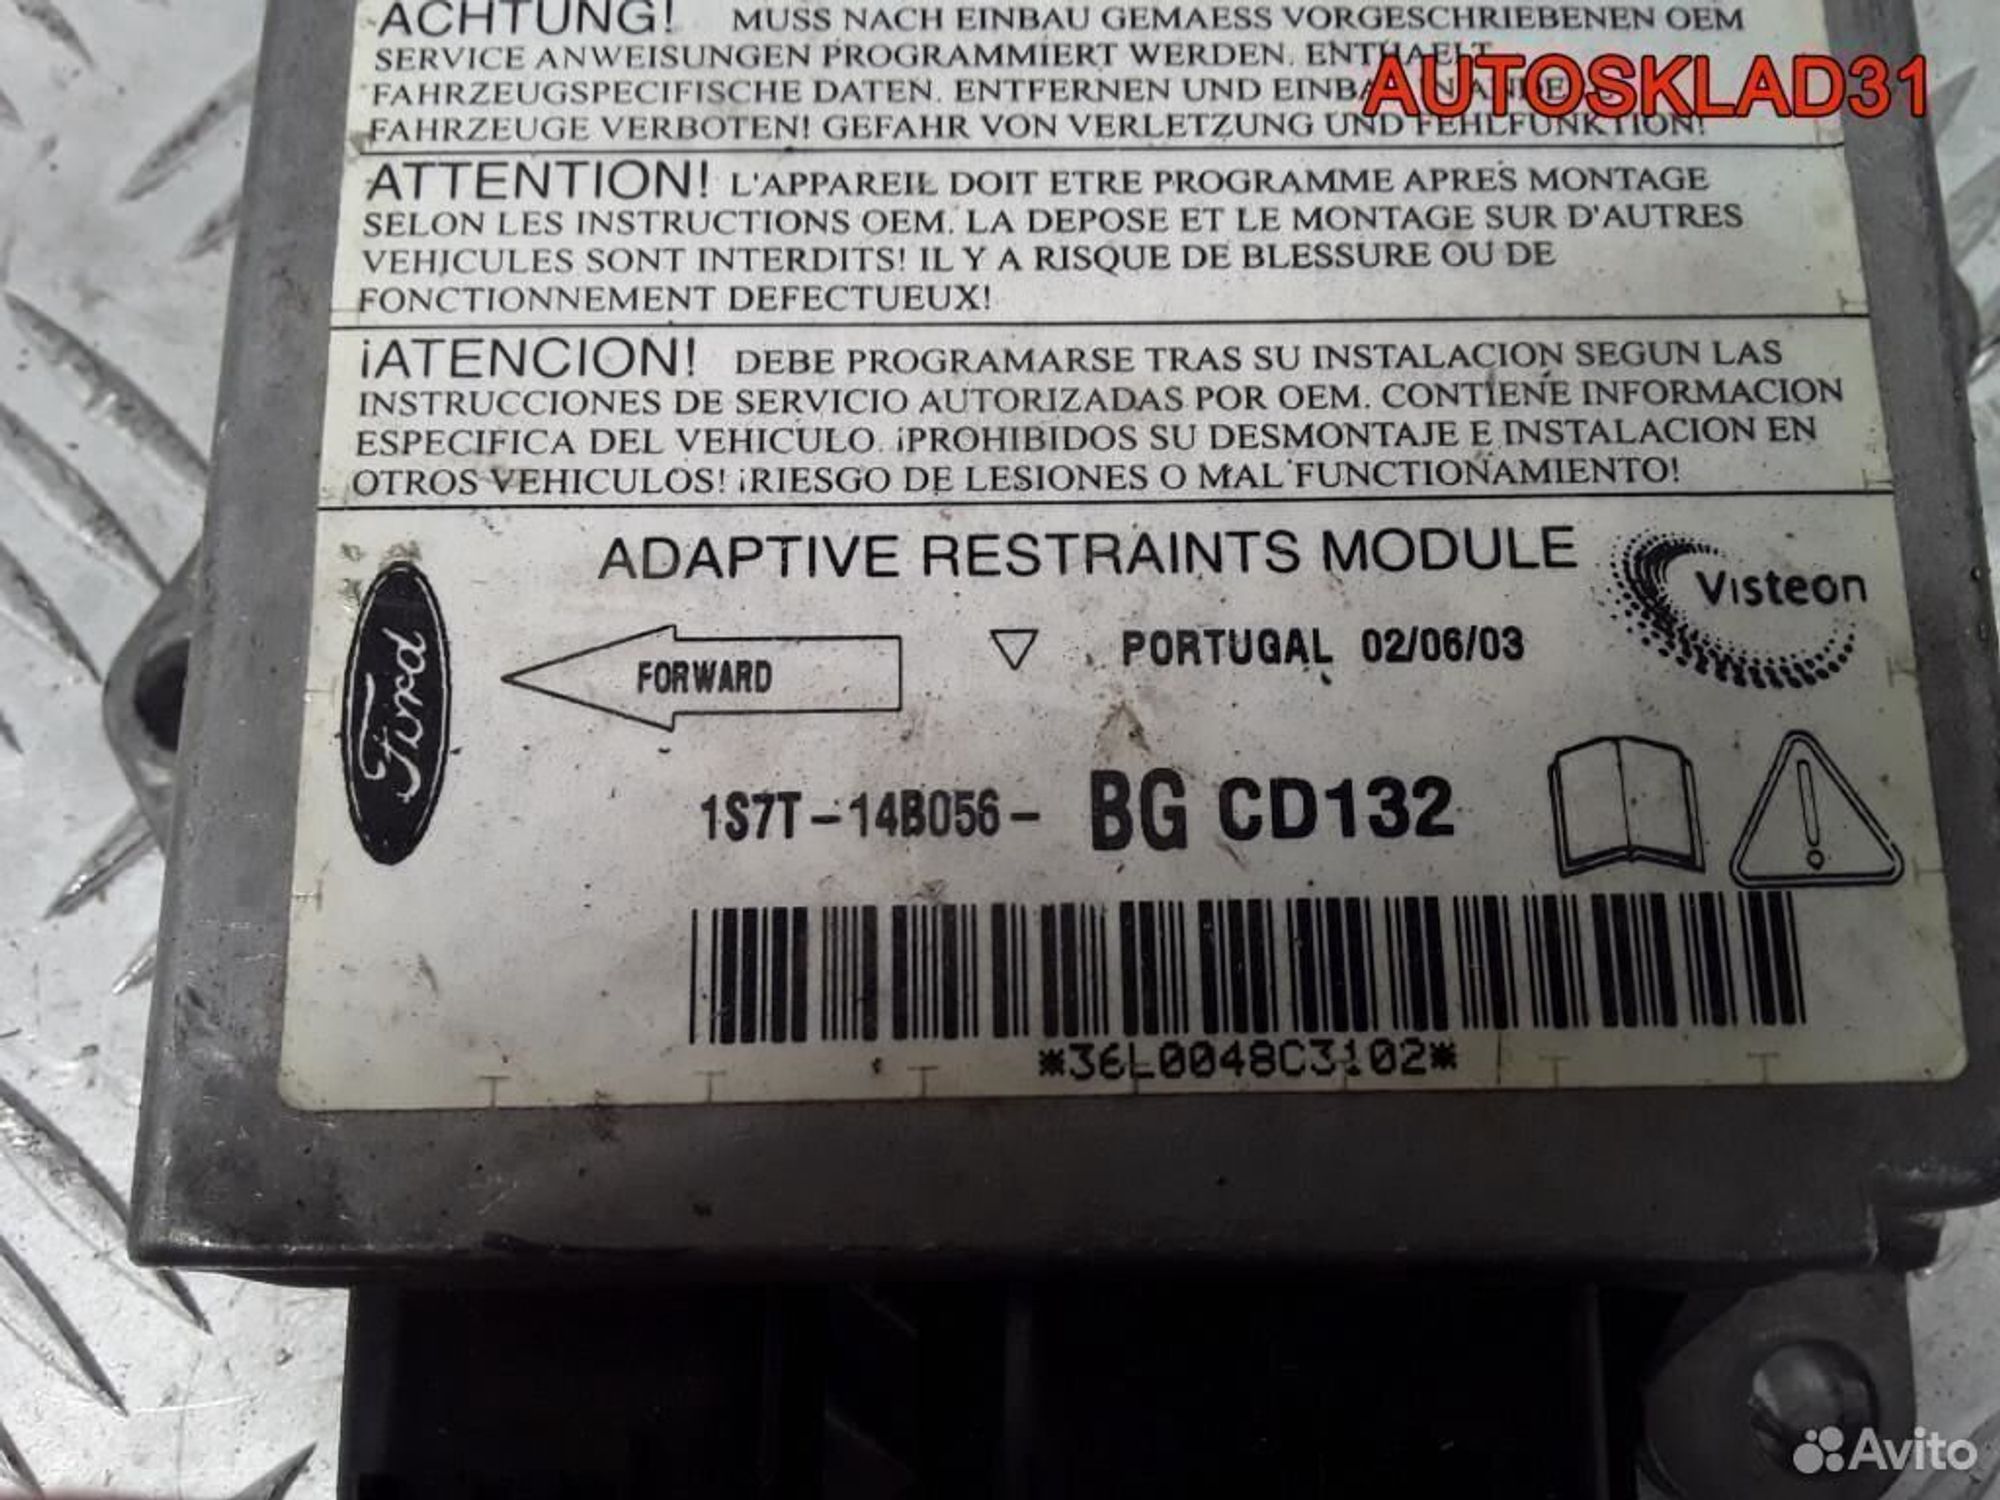 ACHTUNG! MUSS NACH EINBAU GEMAESS VORGESCHRIEBENEN OEM
SERVICE ANWEISUNGEN PROGRAMMIERT WERDEN. ENTHAELT
FAHRZEUGSPECIFISCHE DATEN. ENTFERNEN UND EINBAU IN
FAHRZEUGE VERBOTEN! GEFAHR VON VERLETZUNG UND FEHLFUNKTION!
AUTOSKLAD31
ATTENTION! L'APPAREIL DOIT ETRE PROGRAMME APRES MONTAGE
SELON LES INSTRUCTIONS OEM. LA DEPOSE ET LE MONTAGE SUR D'AUTRES
VEHICULES SONT INTERDITS! IL Y A RISQUE DE BLESSURE OU DE
FONCTIONNEMENT DEFECTUEUX!
¡ATENCION! DEBE PROGRAMARSE TRAS SU INSTALACION SEGUN LAS
INSTRUCCIONES DE SERVICIO AUTORIZADAS POR OEM. CONTIENE INFORMACION
ESPECIFICA DEL VEHICULO. ¡PROHIBIDOS SU DESMONTAJE E INSTALACION EN
OTROS VEHICULOS! ¡RIESGO DE LESIONES O MAL FUNCTIONAMIENTO!
ADAPTIVE RESTRAINTS MODULE
Visteon
Ford
FORWARD
PORTUGAL 02/06/03
1S7T-14B056- BG CD132
*36L0048C3102*
Avito